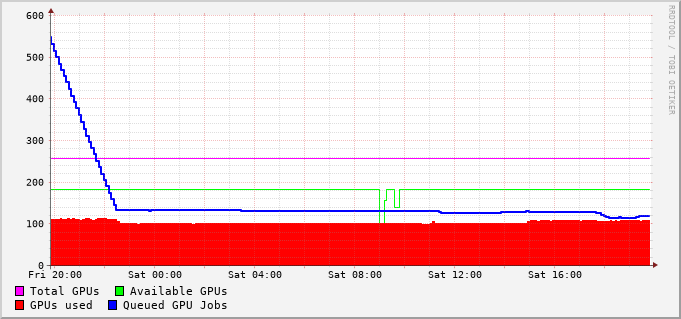 RRDTOOL / TOBI OETIKER
600
500
400
300
200
100
0
Fri 20:00 Sat 00:00 Sat 04:00 Sat 08:00 Sat 12:00 Sat 16:00
Total GPUs Available GPUs
GPUs used Queued GPU Jobs